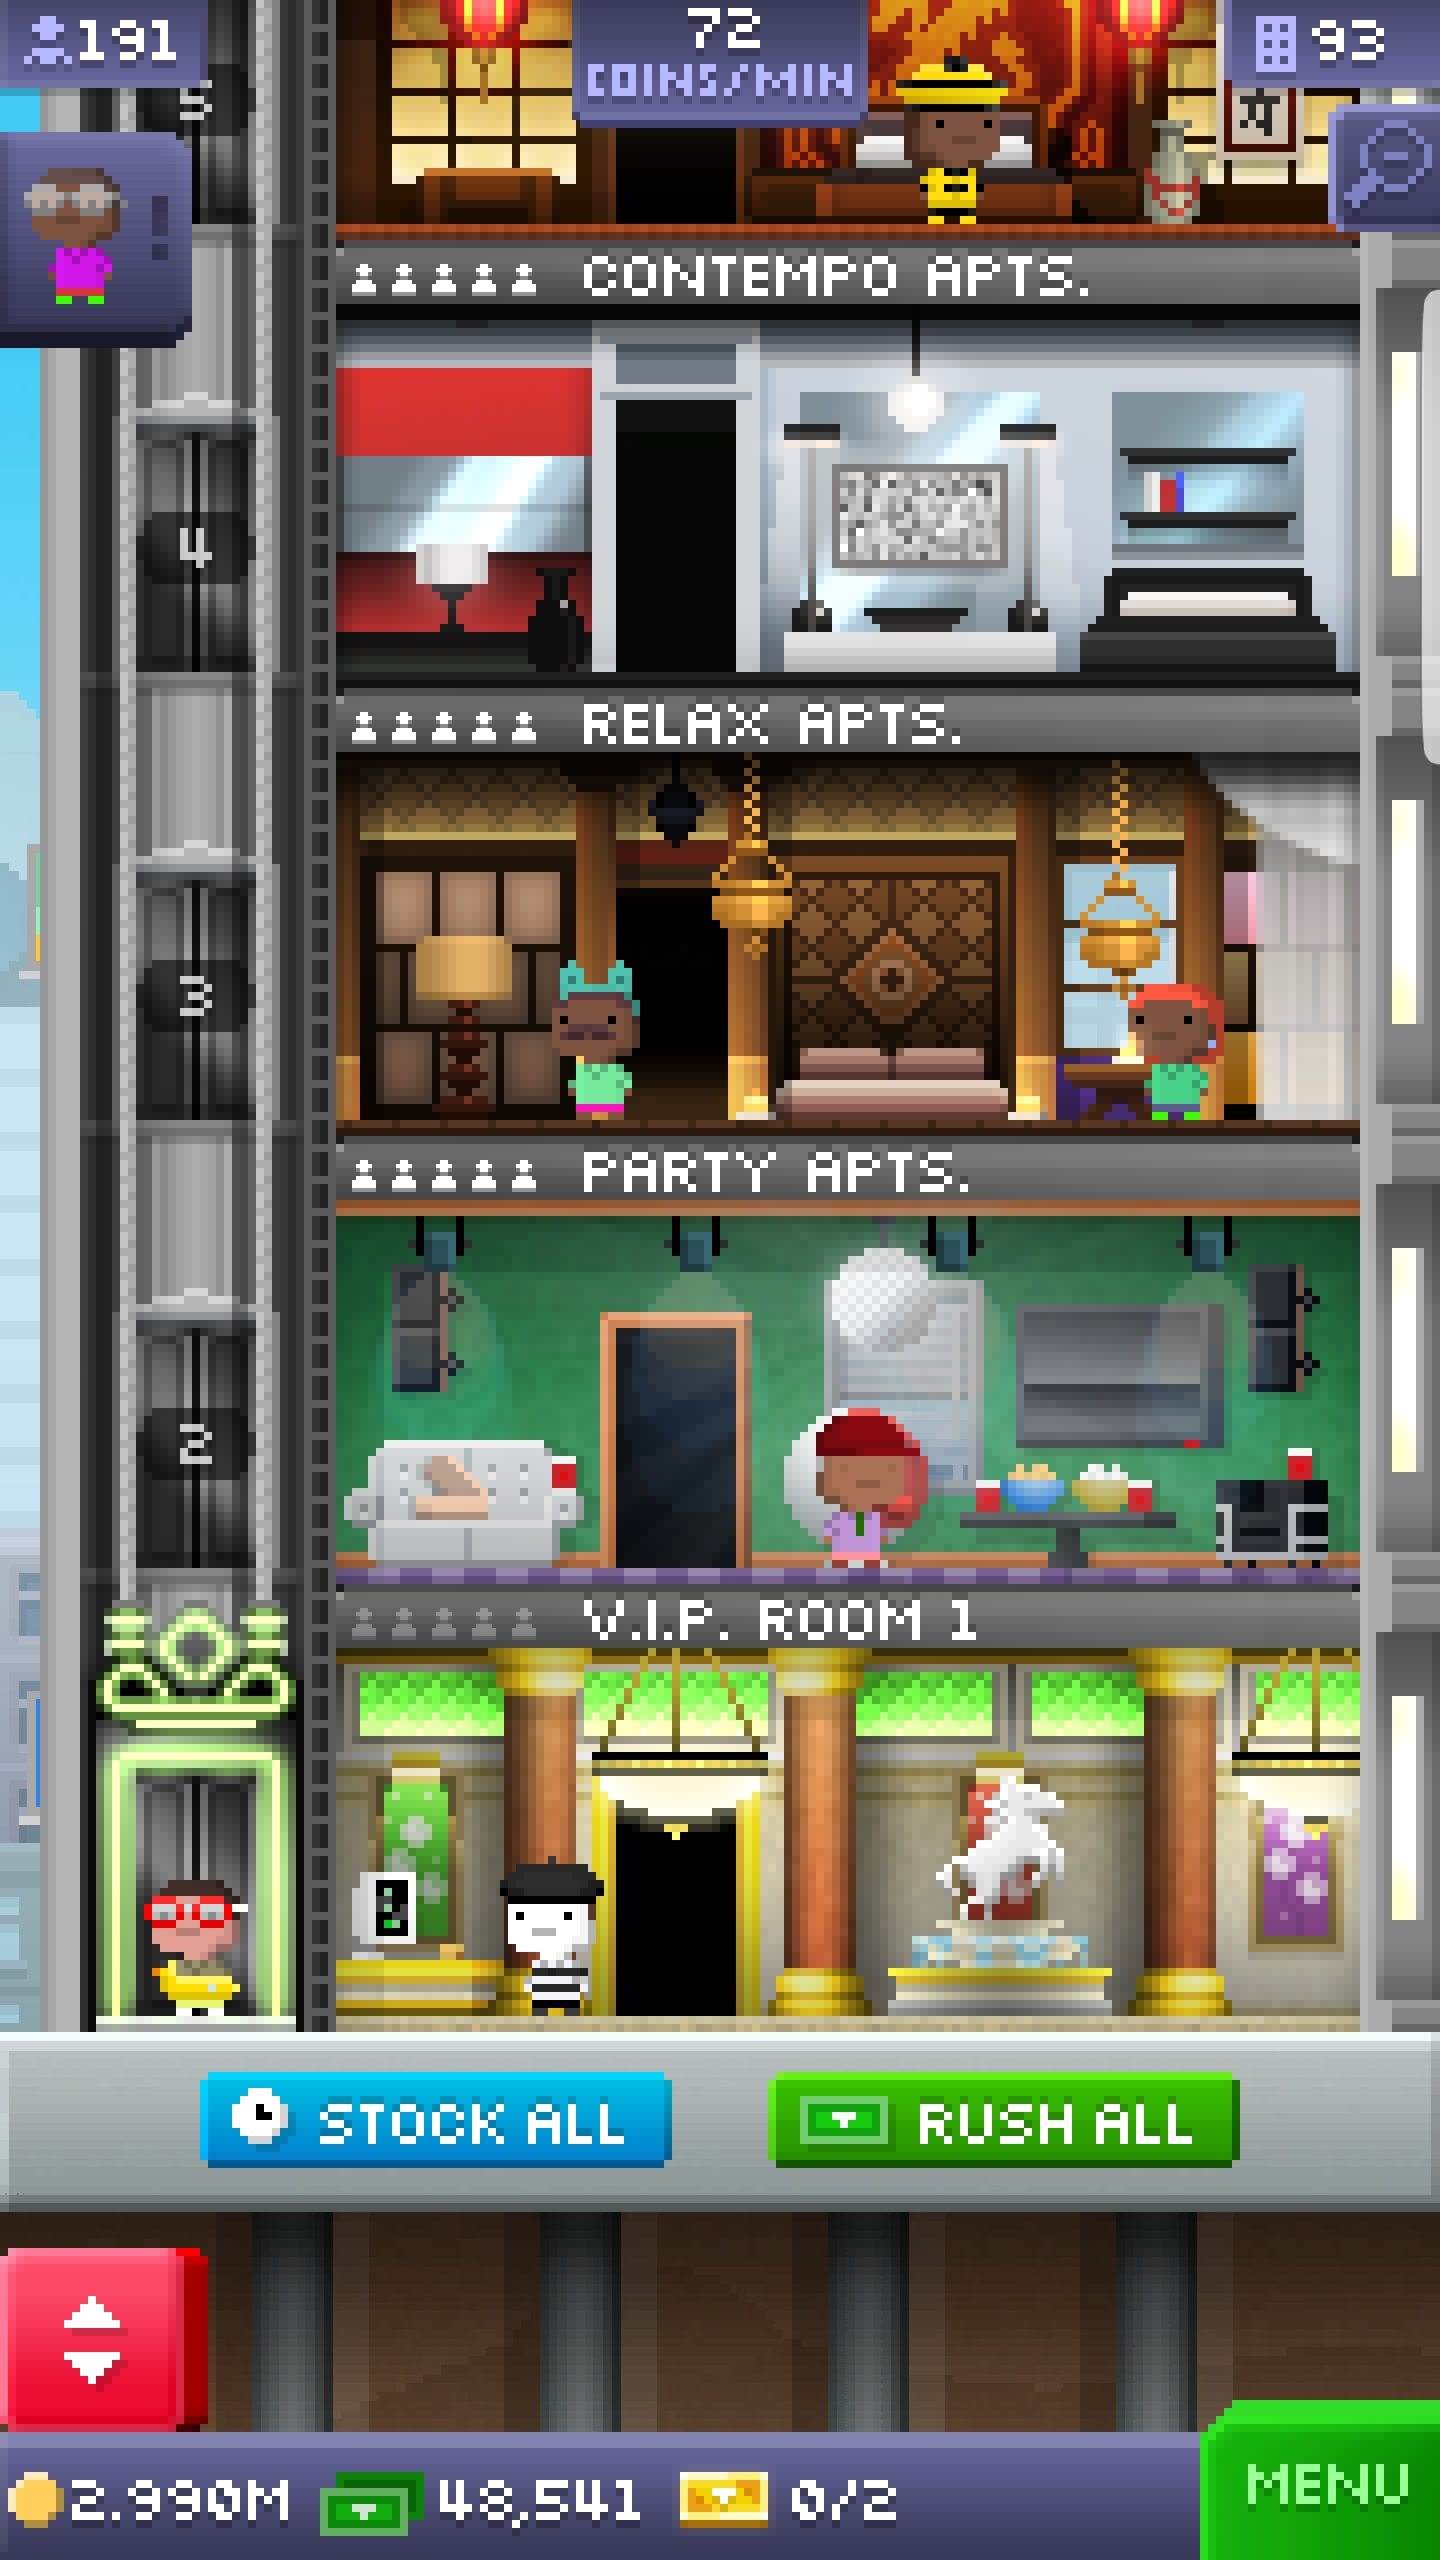 191
72
COINS/MIN
93
5
CONTEMPO APTS.
4
RELAX APTS.
3
PARTY APTS.
2
V.I.P. ROOM 1
STOCK ALL
RUSH ALL
2.990M
48,541
0/2
MENU